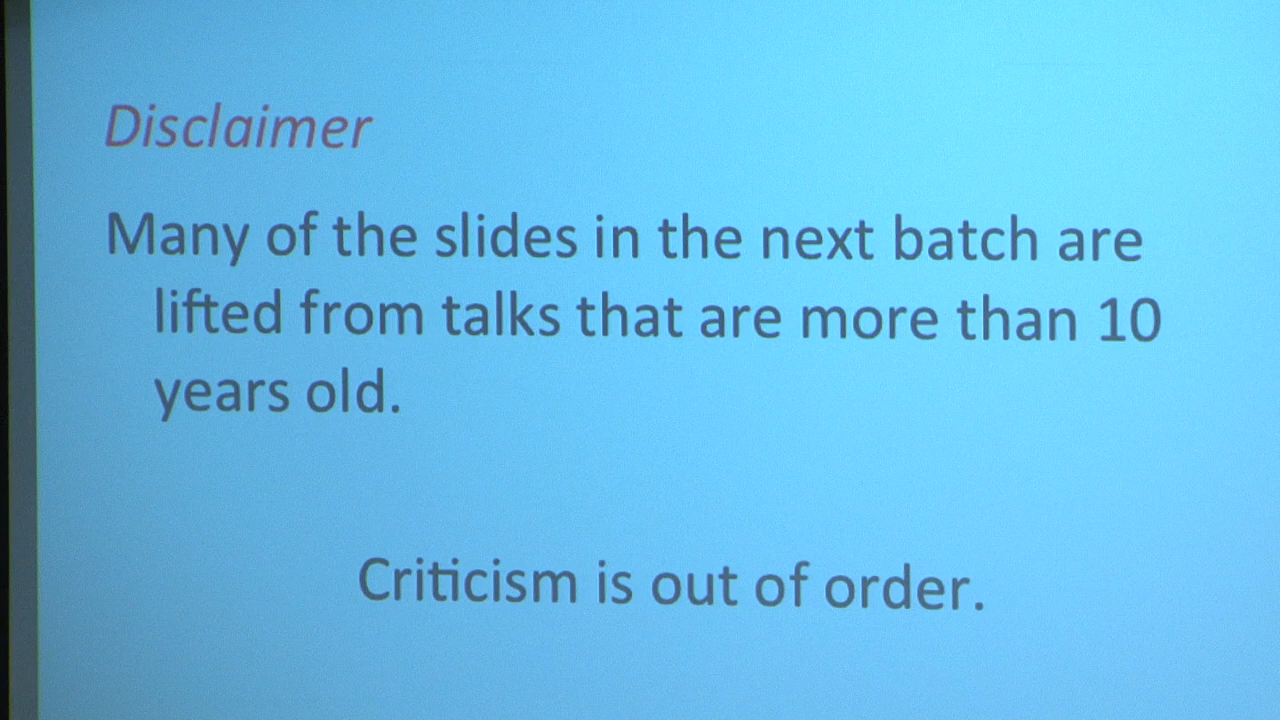 Disclaimer
Many of the slides in the next batch are
lifted from talks that are more than 10
years old.
Criticism is out of order.